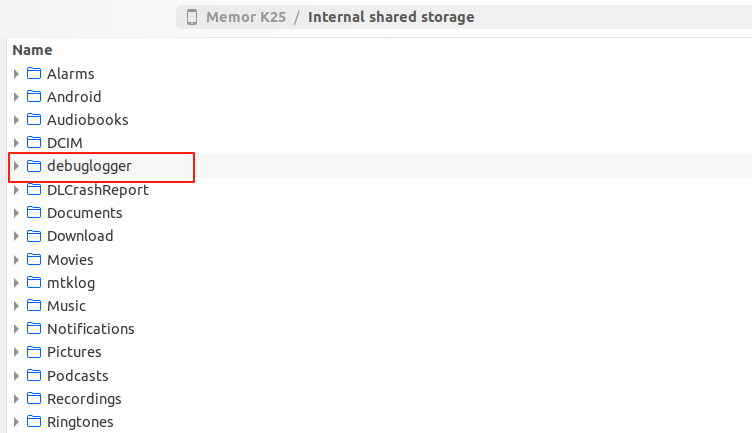 Memor K25 / Internal shared storage
Name
Alarms
Android
Audiobooks
DCIM
debuglogger
DLCrashReport
Documents
Download
Movies
mtklog
Music
Notifications
Pictures
Podcasts
Recordings
Ringtones